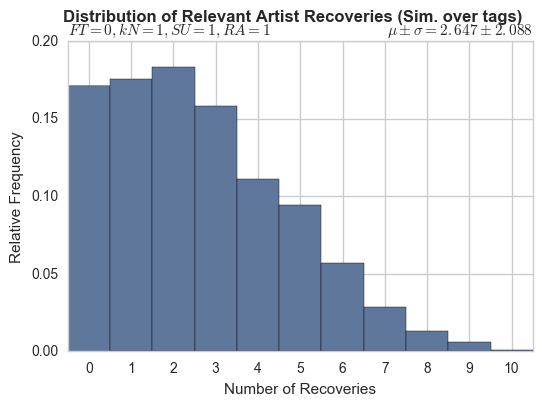 Distribution of Relevant Artist Recoveries (Sim. over tags)
FT = 0, kN = 1, SU = 1, RA = 1
μ ± σ = 2.647 ± 2.088
0.20
0.15
0.10
0.05
0.00
Relative Frequency
0 1 2 3 4 5 6 7 8 9 10
Number of Recoveries